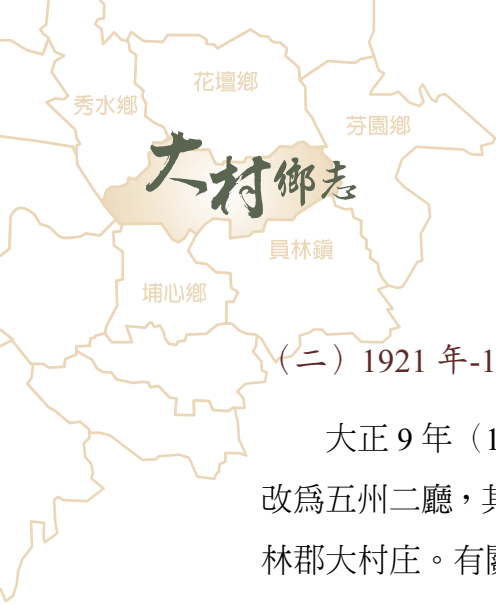 花壇鄉
秀水鄉
芬園鄉
大村鄉志
員林鎮
埔心鄉
（二）1921 年-1
大正 9 年（1
改為五州二廳，其
林郡大村庄。有關